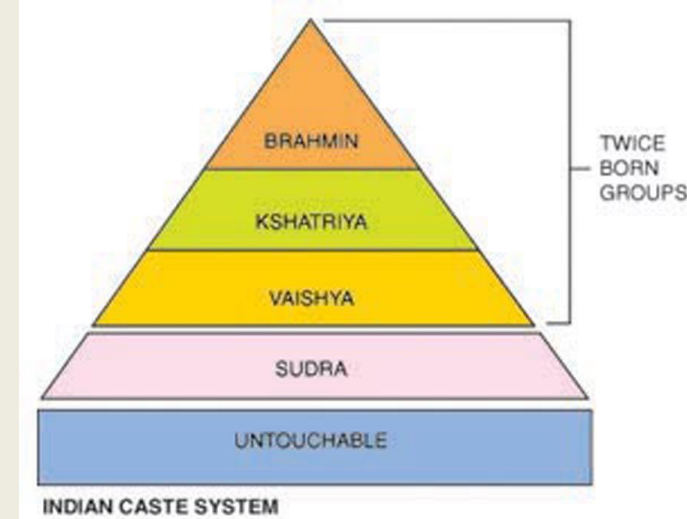 BRAHMIN
KSHATRIYA
VAISHYA
SUDRA
UNTOUCHABLE
TWICE
BORN
GROUPS
INDIAN CASTE SYSTEM